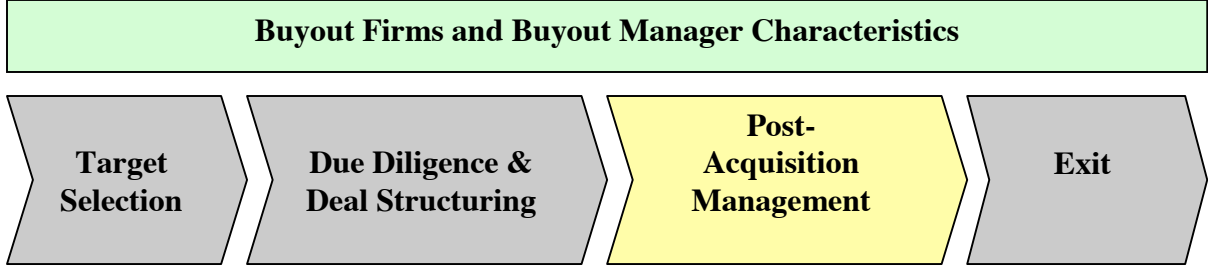 Buyout Firms and Buyout Manager Characteristics
Target
Selection
Due Diligence &
Deal Structuring
Post-
Acquisition
Management
Exit